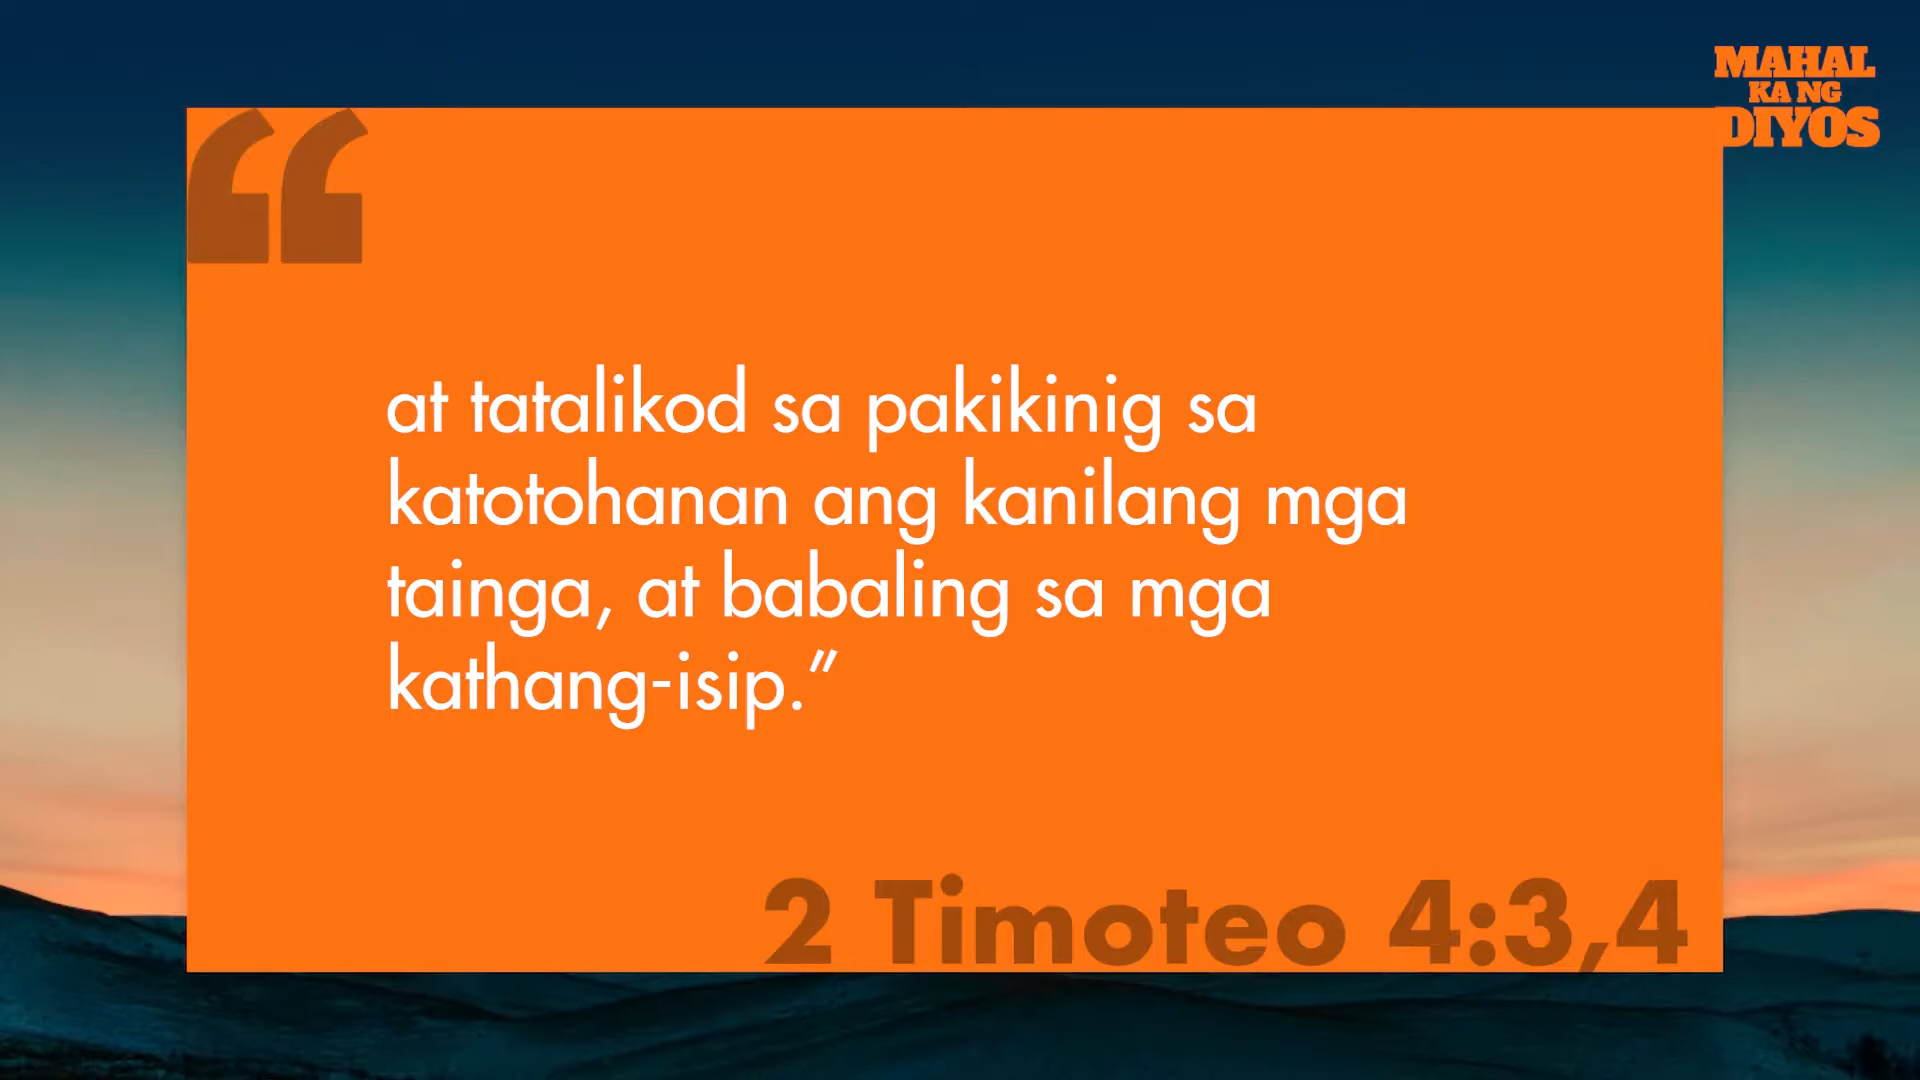 MAHAL
KA NG
DIYOS
“
at tatalikod sa pakikinig sa
katotohanan ang kanilang mga
tainga, at babaling sa mga
kathang-isip.”
2 Timoteo 4:3,4